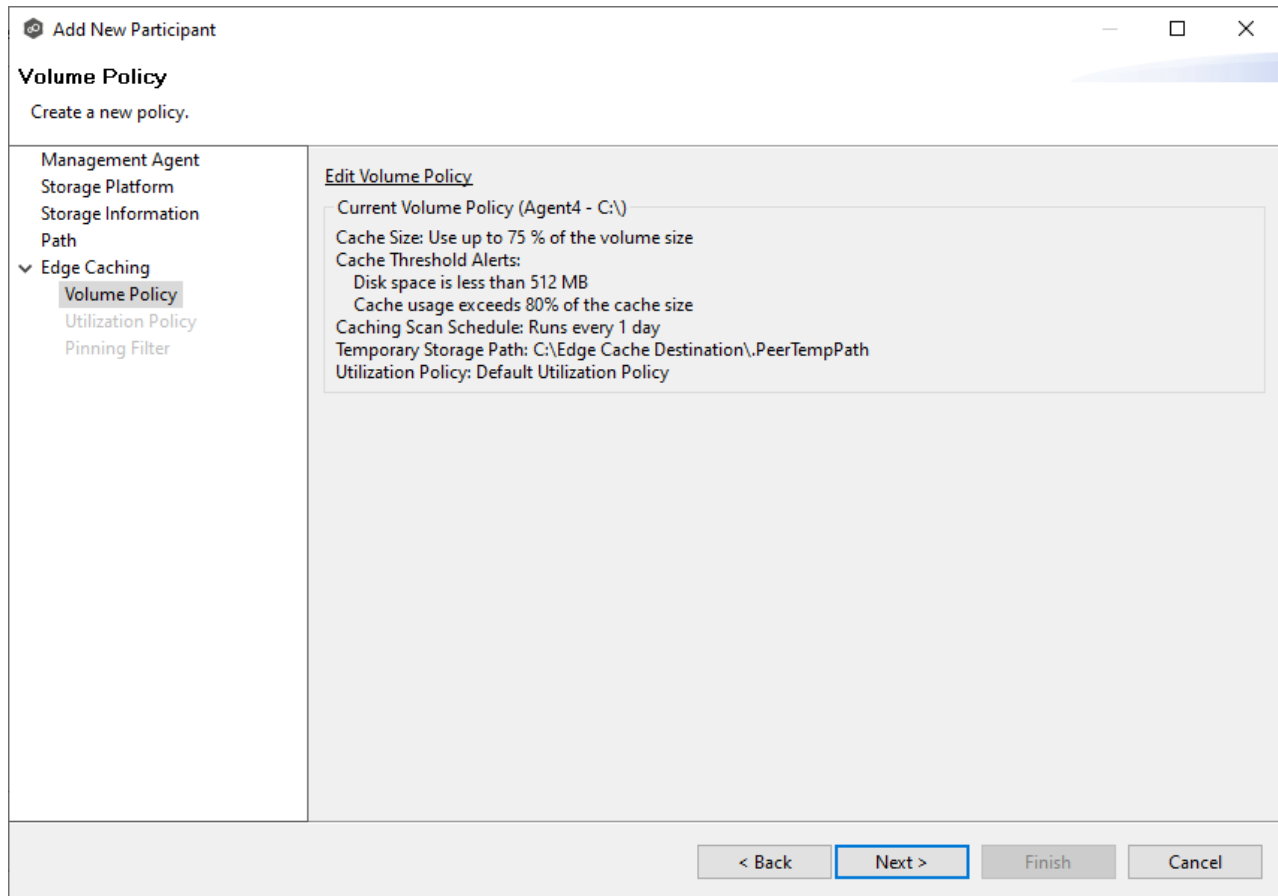 Add New Participant
Volume Policy
Create a new policy.
Management Agent
Storage Platform
Storage Information
Path
Edge Caching
Volume Policy
Utilization Policy
Pinning Filter
Edit Volume Policy
Current Volume Policy (Agent4 - C:\)
Cache Size: Use up to 75 % of the volume size
Cache Threshold Alerts:
Disk space is less than 512 MB
Cache usage exceeds 80% of the cache size
Caching Scan Schedule: Runs every 1 day
Temporary Storage Path: C:\Edge Cache Destination\.PeerTempPath
Utilization Policy: Default Utilization Policy
< Back
Next >
Finish
Cancel